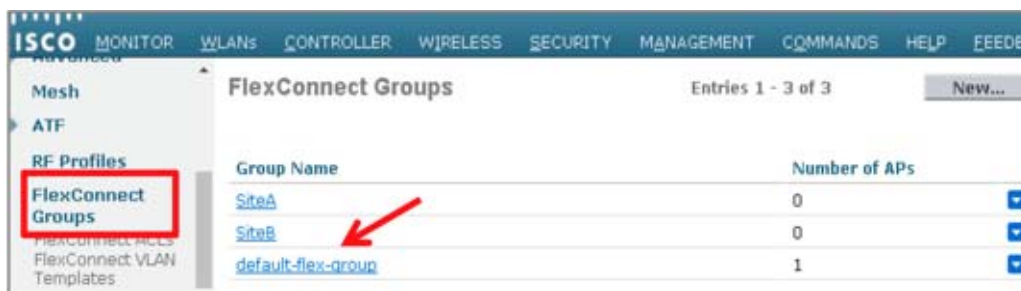 ISCO MONITOR WLANs CONTROLLER WIRELESS SECURITY MANAGEMENT COMMANDS HELP FEEDB
Advanced
Mesh
ATF
RF Profiles
FlexConnect
Groups
FlexConnect ACLs
FlexConnect VLAN
Templates
FlexConnect Groups Entries 1 - 3 of 3 New...
Group Name Number of APs
SiteA 0
SiteB 0
default-flex-group 1